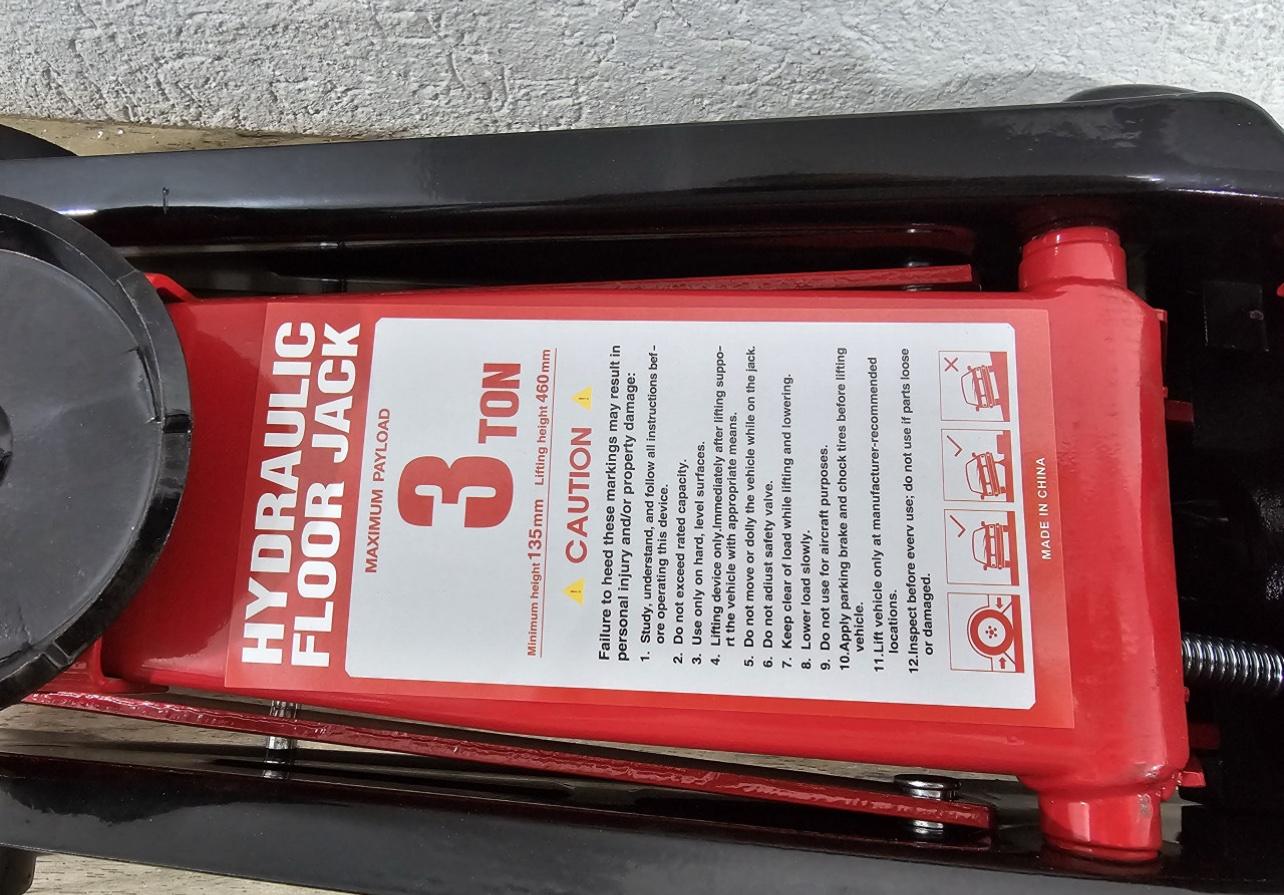 HYDRAULIC
FLOOR JACK
MAXIMUM PAYLOAD
3 TON
Minimum height 135mm Lifting height 460mm
CAUTION
Failure to heed these markings may result in
personal injury and/or property damage:
1. Study, understand, and follow all instructions bef-
ore operating this device.
2. Do not exceed rated capacity.
3. Use only on hard, level surfaces.
4. Lifting device only.Immediately after lifting suppo-
rt the vehicle with appropriate means.
5. Do not move or dolly the vehicle while on the jack.
6. Do not adiust safety valve.
7. Keep clear of load while lifting and lowering.
8. Lower load slowly.
9. Do not use for aircraft purposes.
10.Apply parking brake and chock tires before lifting
vehicle.
11.Lift vehicle only at manufacturer-recommended
locations.
12.Inspect before every use; do not use if parts loose
or damaged.
MADE IN CHINA